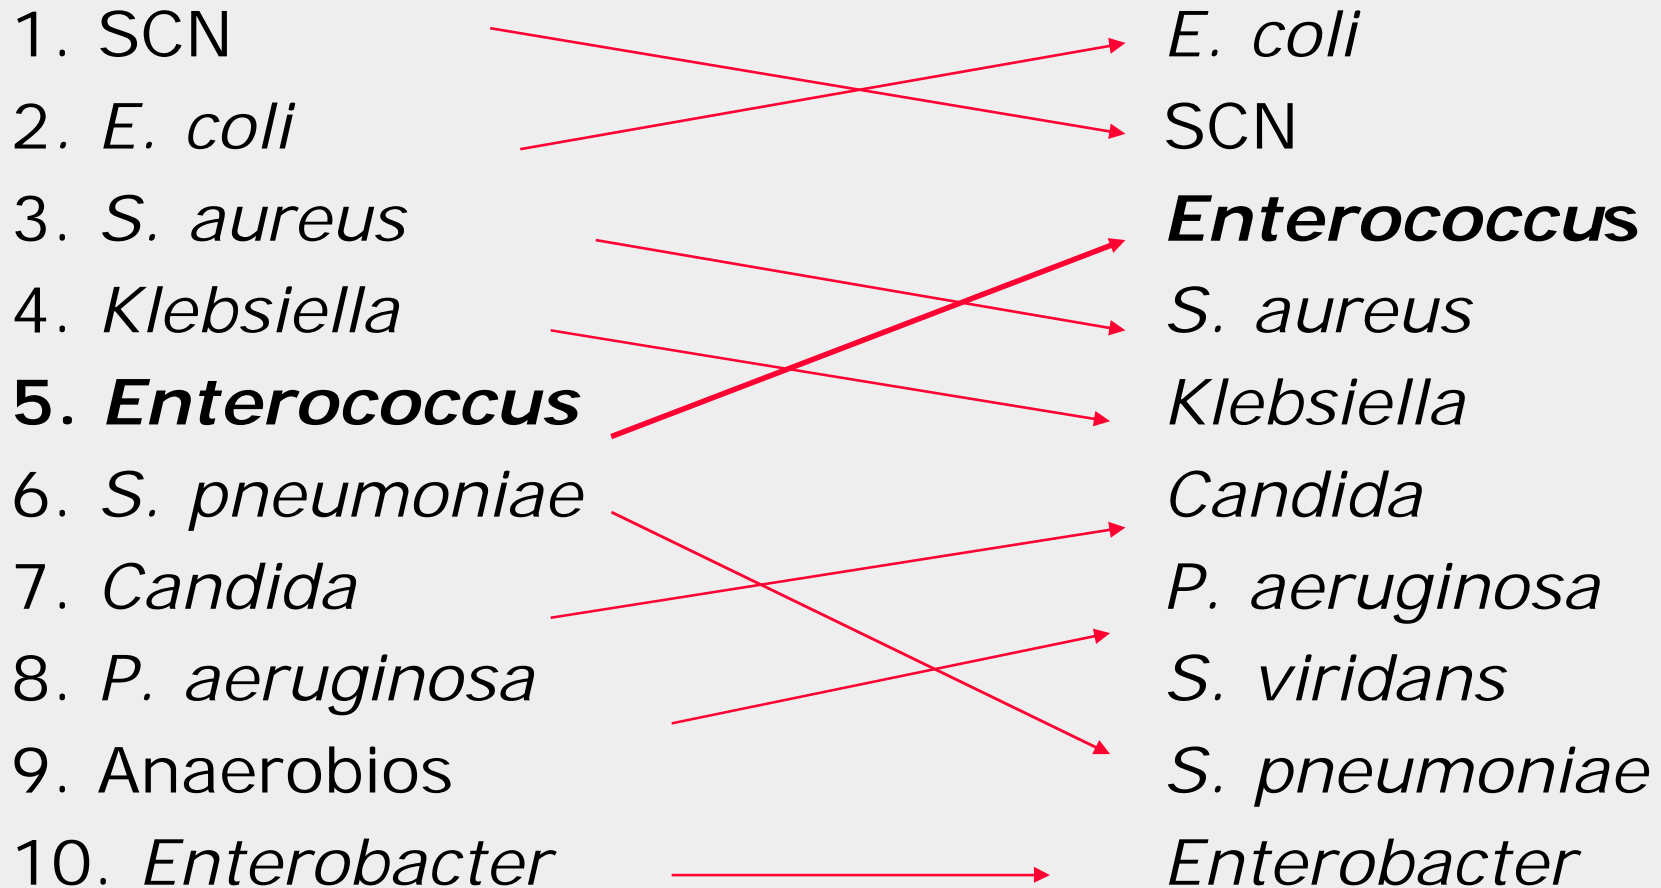 1. SCN
E. coli
2. E. coli
SCN
3. S. aureus
Enterococcus
4. Klebsiella
S. aureus
5. Enterococcus
Klebsiella
6. S. pneumoniae
Candida
7. Candida
P. aeruginosa
8. P. aeruginosa
S. viridans
9. Anaerobios
S. pneumoniae
10. Enterobacter
Enterobacter